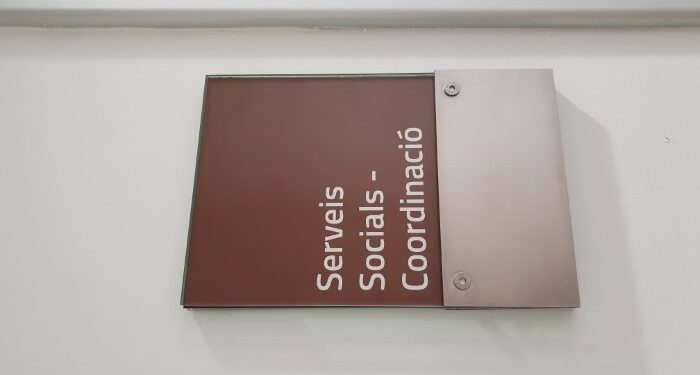 Serveis
Socials -
Coordinació